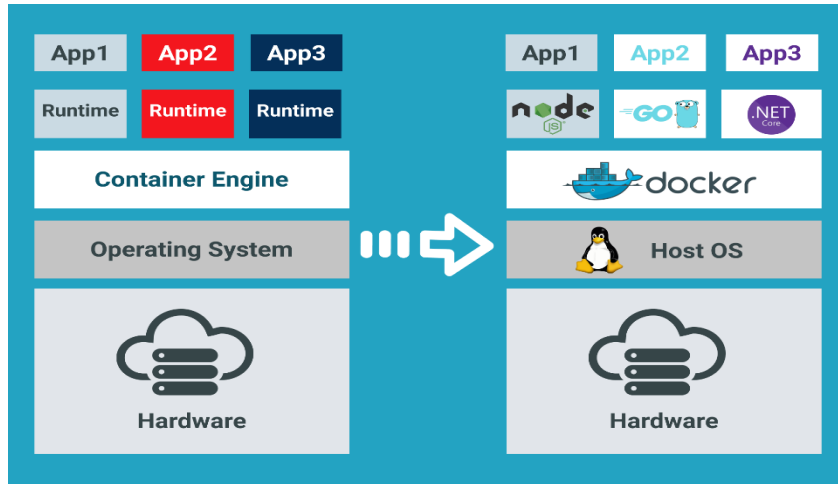 App1 App2 App3
Runtime Runtime Runtime
Container Engine
Operating System
Hardware
App1 App2 App3
node JS GO .NET Core
docker
Host OS
Hardware